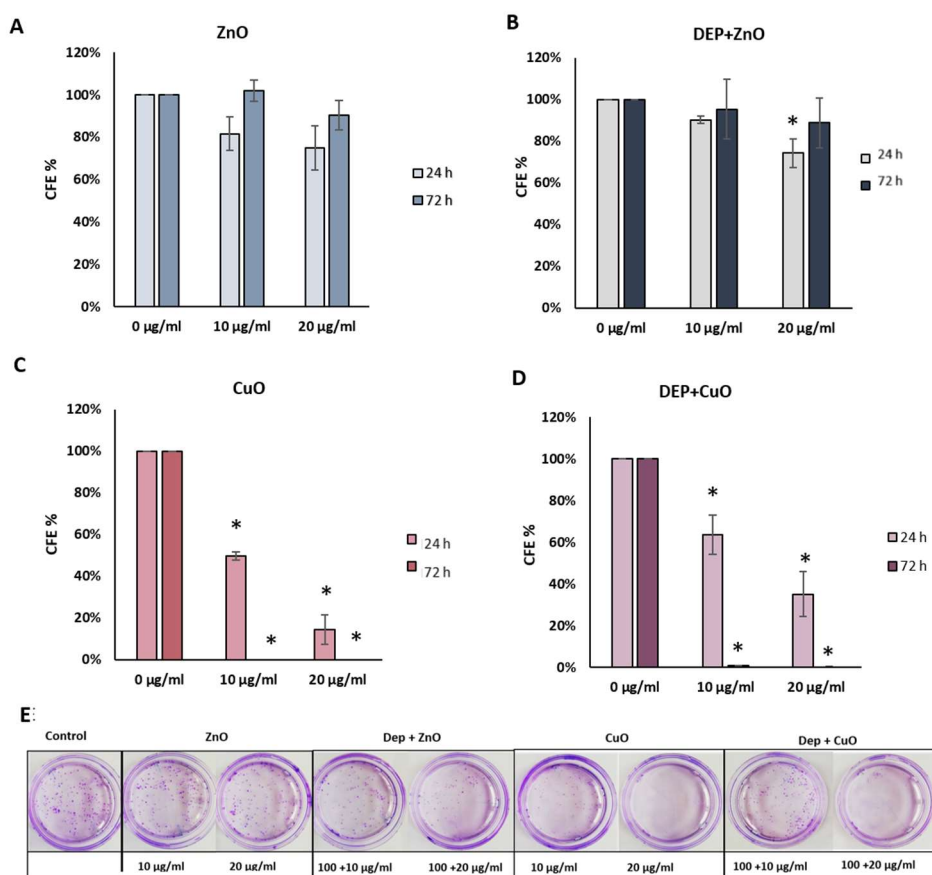 A
ZnO
120%
100%
80%
60%
40%
20%
0%
CFE %
0 µg/ml 10 µg/ml 20 µg/ml
24 h
72 h
B
DEP+ZnO
120%
100%
80%
60%
40%
20%
0%
CFE %
*
0 µg/ml 10 µg/ml 20 µg/ml
24 h
72 h
C
CuO
120%
100%
80%
60%
40%
20%
0%
CFE %
* * * *
0 µg/ml 10 µg/ml 20 µg/ml
24 h
72 h
D
DEP+CuO
120%
100%
80%
60%
40%
20%
0%
CFE %
* * * *
0 µg/ml 10 µg/ml 20 µg/ml
24 h
72 h
E
Control ZnO Dep + ZnO CuO Dep + CuO
10 µg/ml 20 µg/ml 100 +10 µg/ml 100 +20 µg/ml 10 µg/ml 20 µg/ml 100 +10 µg/ml 100 +20 µg/ml